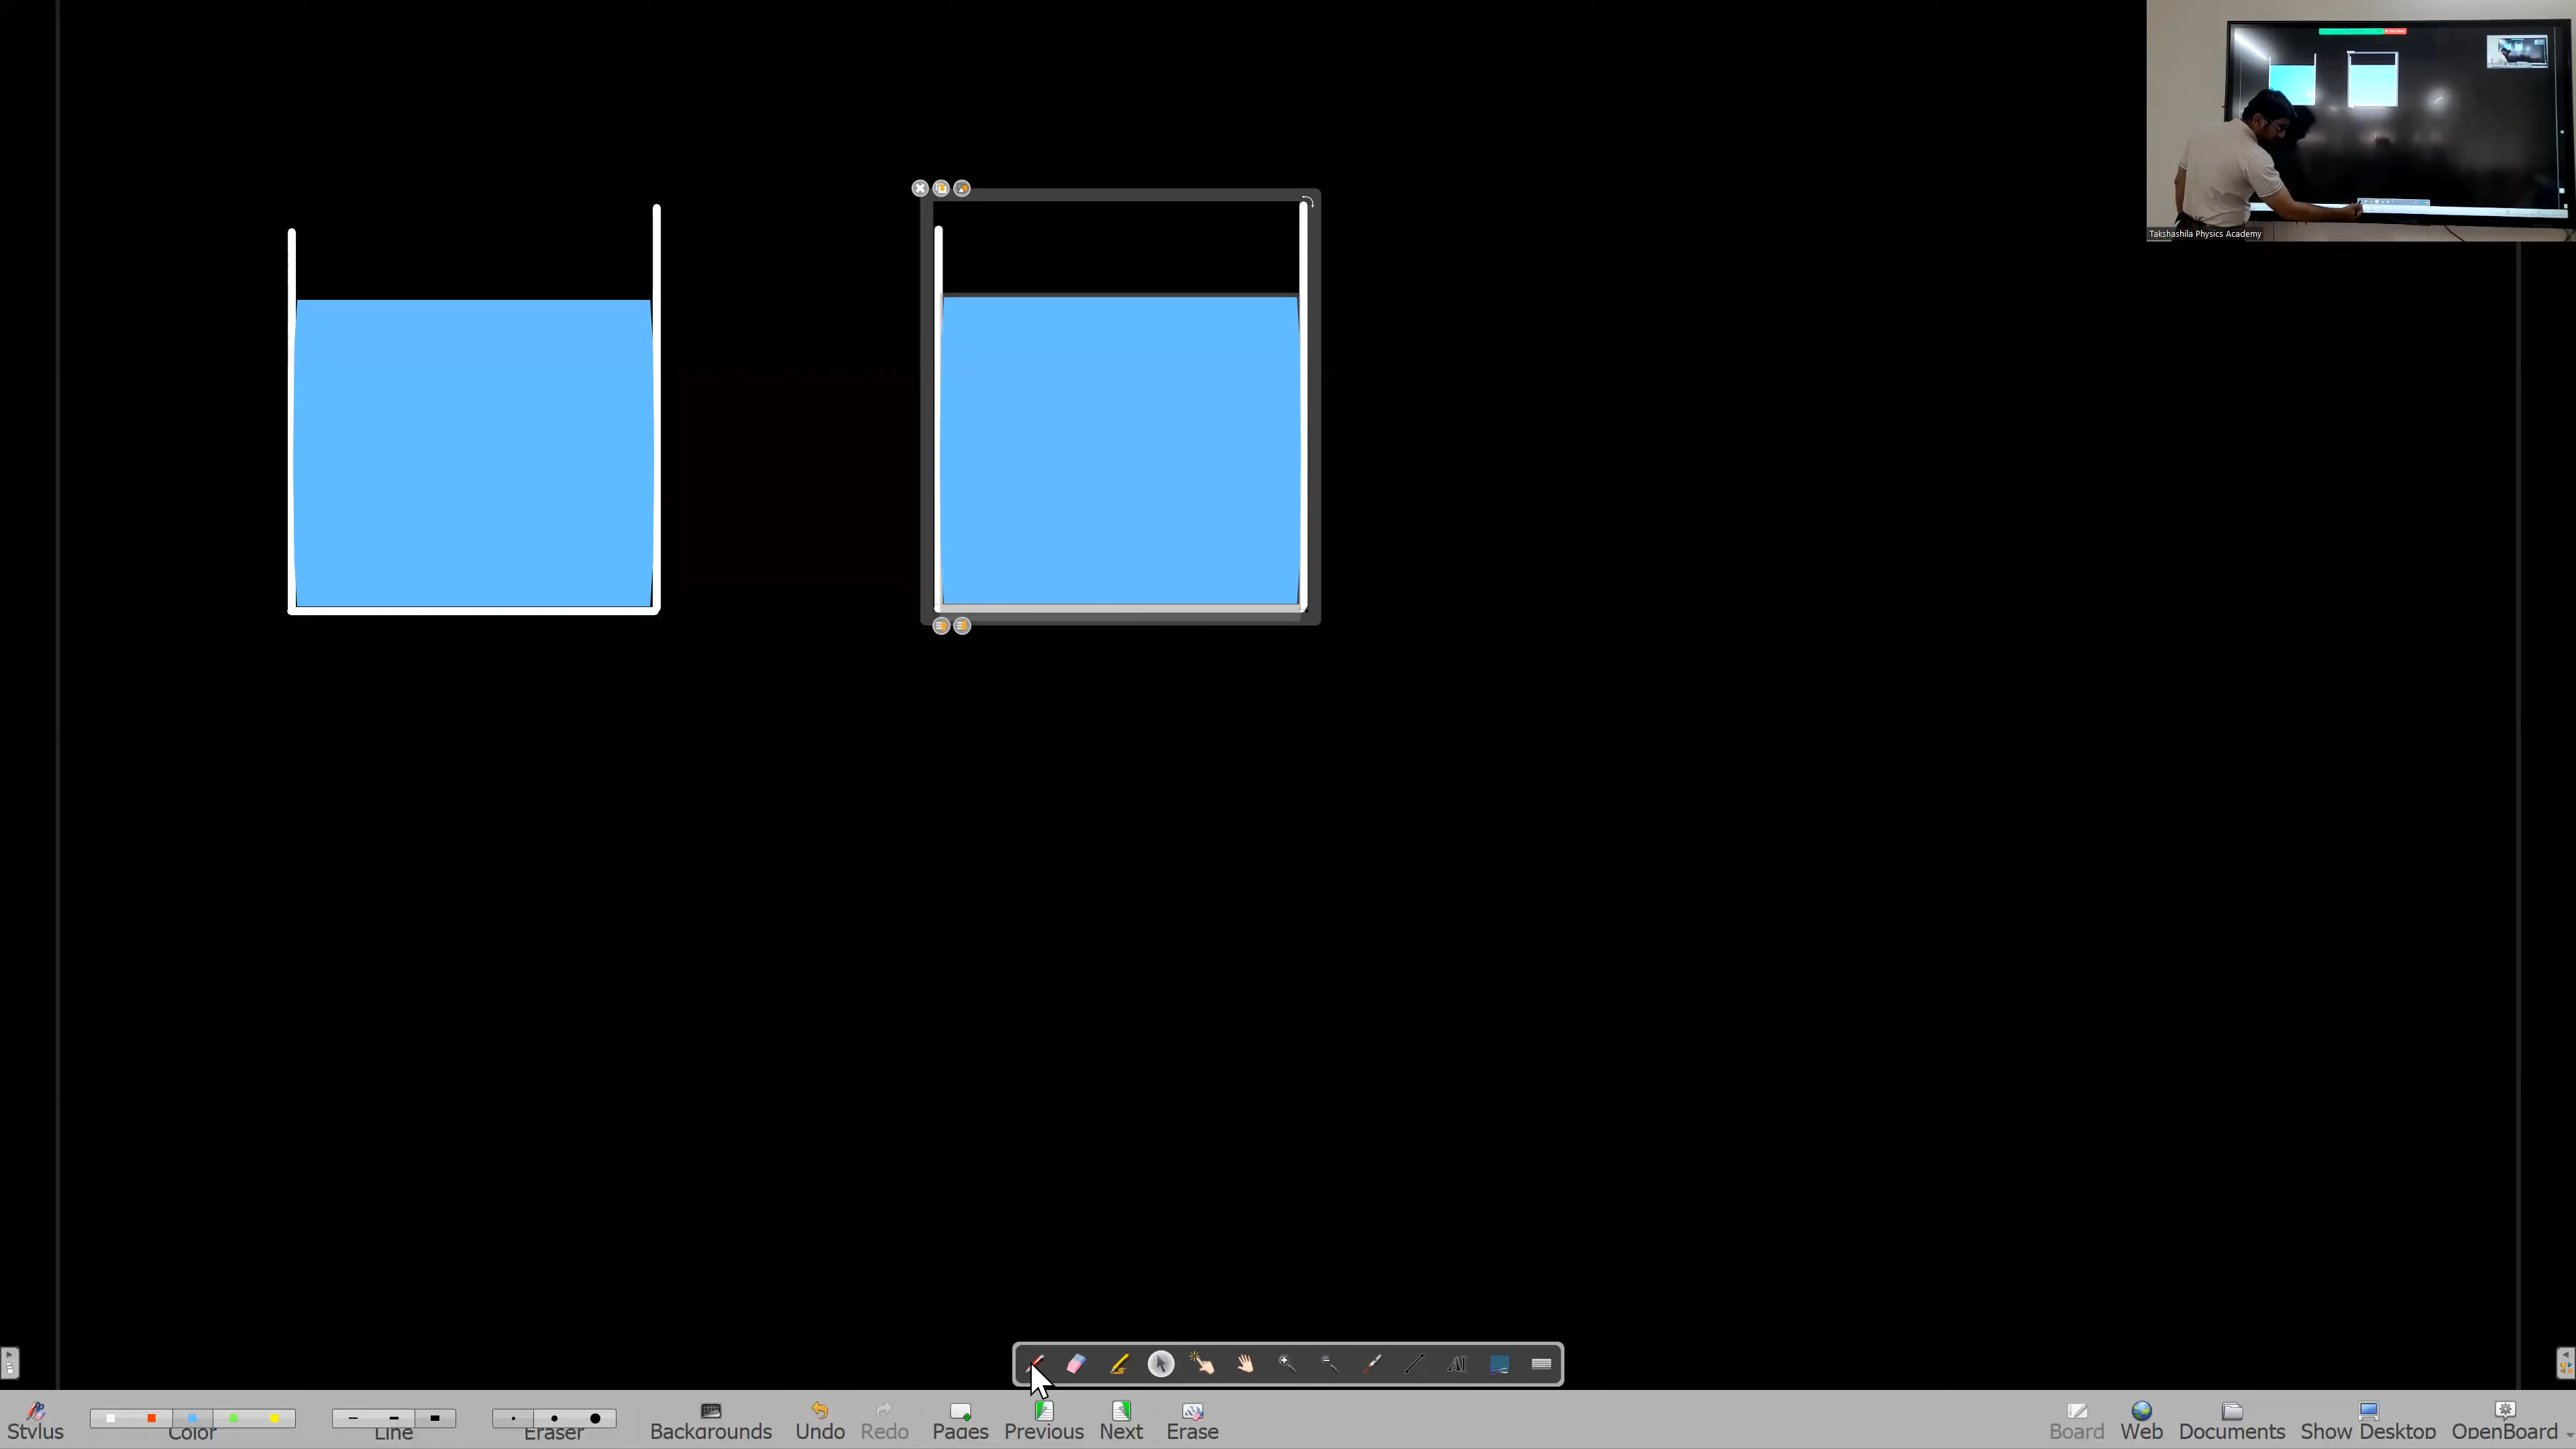 Takshashila Physics Academy
AI
Stylus
Color
Line
Eraser
Backgrounds
Undo
Redo
Pages
Previous
Next
Erase
Board
Web
Documents
Show Desktop
OpenBoard